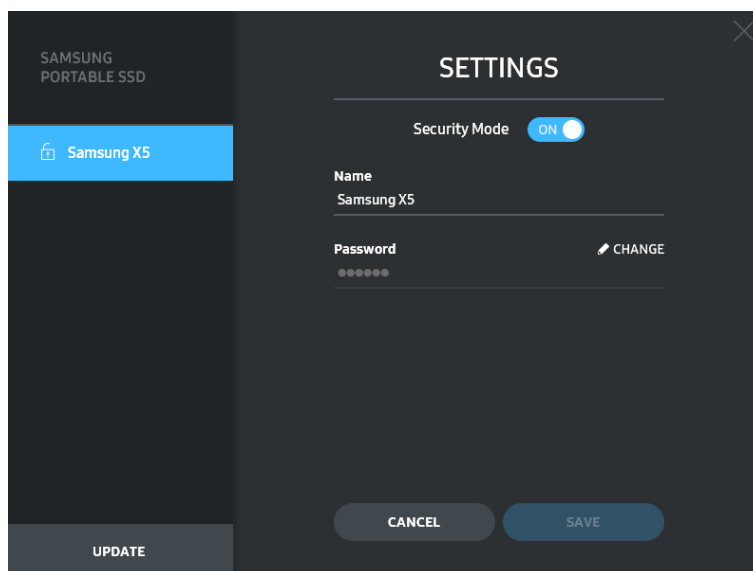 SAMSUNG
PORTABLE SSD
Samsung X5
UPDATE
SETTINGS
Security Mode ON
Name
Samsung X5
Password CHANGE
●●●●●●
CANCEL SAVE